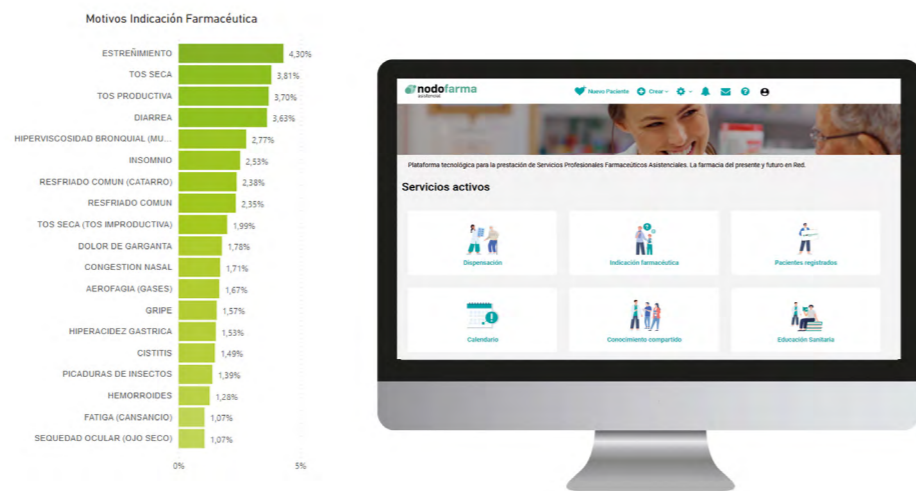 Motivos Indicación Farmacéutica
ESTREÑIMIENTO 4,30%
TOS SECA 3,81%
TOS PRODUCTIVA 3,70%
DIARREA 3,63%
HIPERVISCOSIDAD BRONQUIAL (MU... 2,77%
INSOMNIO 2,53%
RESFRIADO COMUN (CATARRO) 2,38%
RESFRIADO COMUN 2,35%
TOS SECA (TOS IMPRODUCTIVA) 1,99%
DOLOR DE GARGANTA 1,78%
CONGESTION NASAL 1,71%
AEROFAGIA (GASES) 1,67%
GRIPE 1,57%
HIPERACIDEZ GASTRICA 1,53%
CISTITIS 1,49%
PICADURAS DE INSECTOS 1,39%
HEMORROIDES 1,28%
FATIGA (CANSANCIO) 1,07%
SEQUEDAD OCULAR (OJO SECO) 1,07%
0% 5%
nodofarma
asistencial
Nuevo Paciente Crear
Plataforma tecnológica para la prestación de Servicios Profesionales Farmacéuticos Asistenciales. La farmacia del presente y futuro en Red.
Servicios activos
Dispensación Indicación farmacéutica Pacientes registrados
Calendario Conocimiento compartido Educación Sanitaria